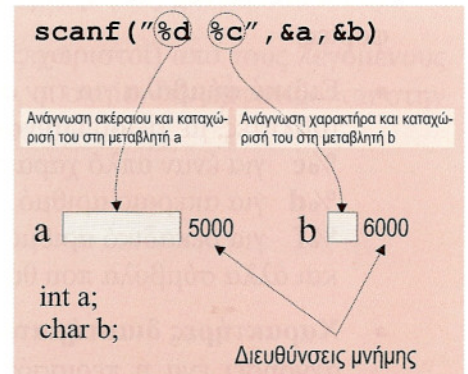 scanf("%d %c",&a,&b)
Ανάγνωση ακέραιου και καταχώ-
ρισή του στη μεταβλητή a
Ανάγνωση χαρακτήρα και καταχώ-
ρισή του στη μεταβλητή b
a 5000 b 6000
int a;
char b;
Διευθύνσεις μνήμης